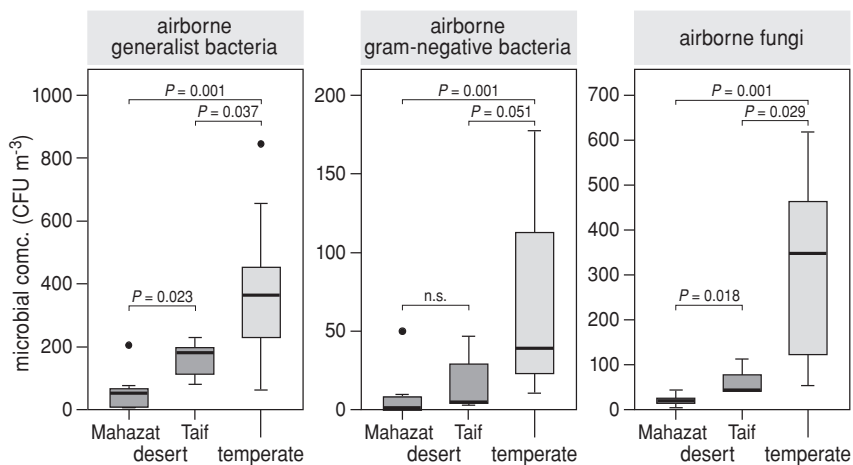 airborne
generalist bacteria
airborne
gram-negative bacteria
airborne fungi
microbial comc. (CFU m-3)
1000
800
600
400
200
0
P = 0.001
P = 0.037
P = 0.023
Mahazat
Taif
desert
temperate
200
150
100
50
0
P = 0.001
P = 0.051
n.s.
Mahazat
Taif
desert
temperate
700
600
500
400
300
200
100
0
P = 0.001
P = 0.029
P = 0.018
Mahazat
Taif
desert
temperate